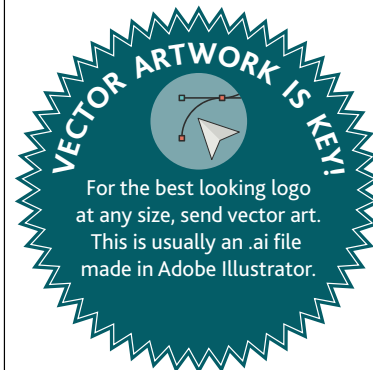 VECTOR ARTWORK IS KEY!
For the best looking logo
at any size, send vector art.
This is usually an .ai file
made in Adobe Illustrator.